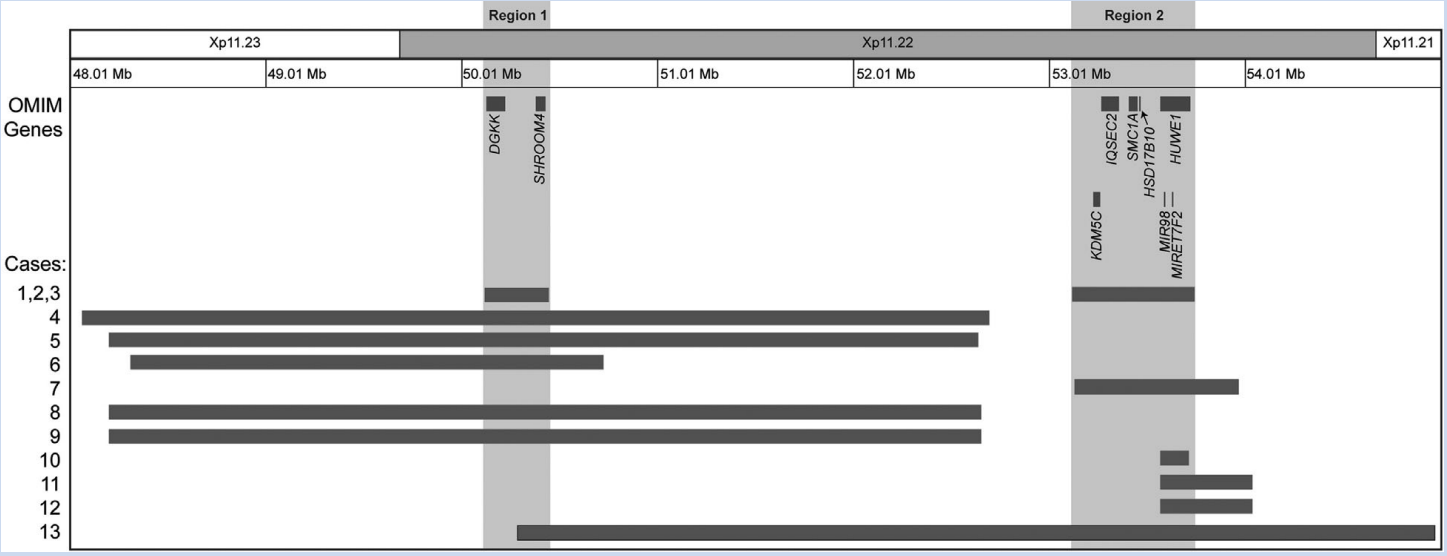 Region 1 Region 2
Xp11.23 Xp11.22 Xp11.21
48.01 Mb 49.01 Mb 50.01 Mb 51.01 Mb 52.01 Mb 53.01 Mb 54.01 Mb
OMIM
Genes
DGKK
SHROOM4
KDM5C
IQSEC2
SMC1A
HSD17B10
HUWE1
MIR98
MIRET7F2
Cases:
1,2,3
4
5
6
7
8
9
10
11
12
13